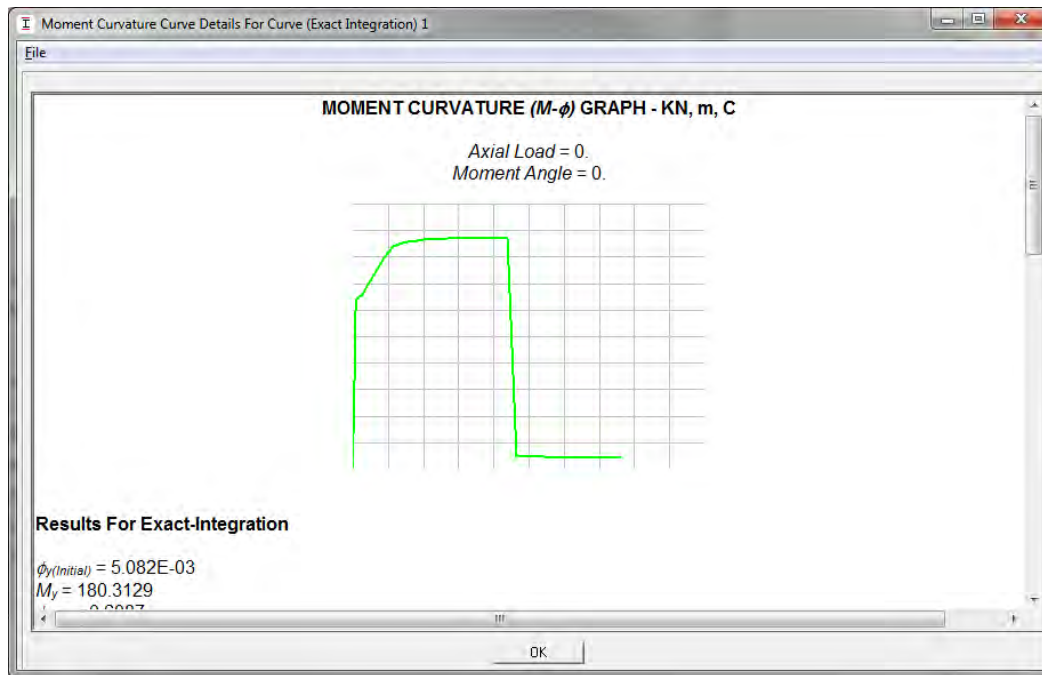 Moment Curvature Curve Details For Curve (Exact Integration) 1
File
MOMENT CURVATURE (M-ϕ) GRAPH - KN, m, C
Axial Load = 0.
Moment Angle = 0.
Results For Exact-Integration
ϕy(Initial) = 5.082E-03
My = 180.3129
OK